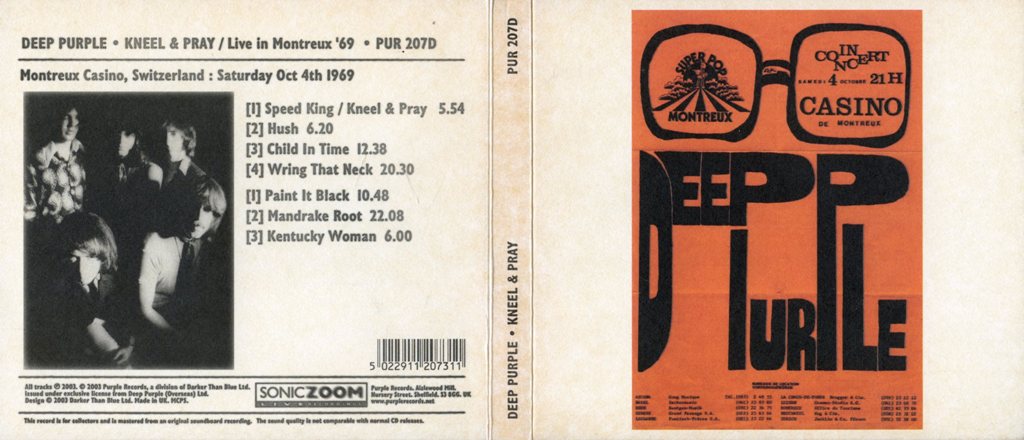 DEEP PURPLE • KNEEL & PRAY / Live in Montreux '69 • PUR 207D
Montreux Casino, Switzerland : Saturday Oct 4th 1969
[1] Speed King / Kneel & Pray 5.54
[2] Hush 6.20
[3] Child In Time 12.38
[4] Wring That Neck 20.30
[1] Paint It Black 10.48
[2] Mandrake Root 22.08
[3] Kentucky Woman 6.00
5 022911 207311
All tracks ℗ 2003. © 2003 Purple Records, a division of Darker Than Blue Ltd.
Issued under exclusive license from Deep Purple (Overseas) Ltd.
Design © 2003 Darker Than Blue Ltd. Made in UK. MCPS.
SONIC ZOOM
Purple Records, Aizlewood Mill,
Nursery Street. Sheffield. S3 8GG. UK
www.purplerecords.net
This record is for collectors and is mastered from an original soundboard recording. The sound quality is not comparable with normal CD releases.
PUR 207D
DEEP PURPLE • KNEEL & PRAY
SUPER POP
MONTREUX
IN
CONCERT
SAMEDI 4 OCTOBRE 21H
CASINO
DE MONTREUX
DEEP
PURPLE